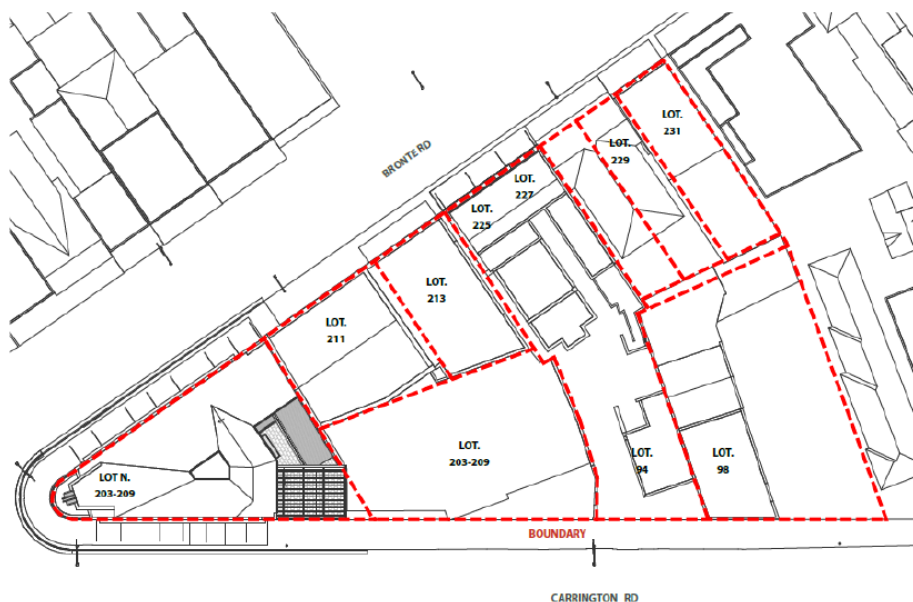 BRONTE RD
LOT.
231
LOT.
229
LOT.
227
LOT.
225
LOT.
213
LOT.
211
LOT.
203-209
LOT N.
203-209
LOT.
94
LOT.
98
BOUNDARY
CARRINGTON RD